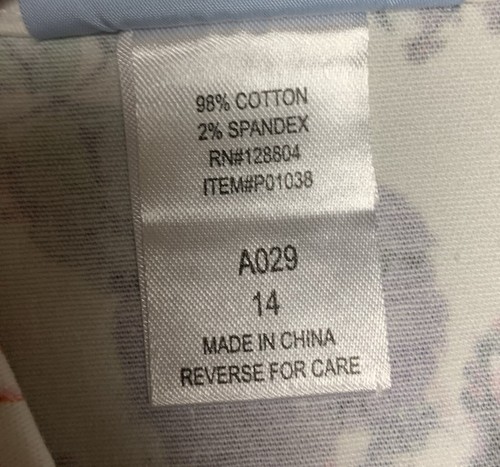 98% COTTON
2% SPANDEX
RN#128804
ITEM#P01038
A029
14
MADE IN CHINA
REVERSE FOR CARE